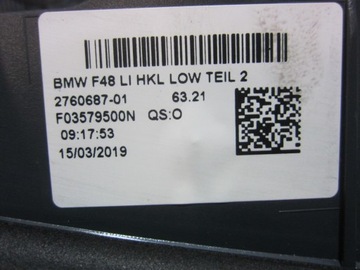 BMW F48 LI HKL LOW TEIL 2
2760687-01 63.21
F03579500N QS:O
09:17:53
15/03/2019